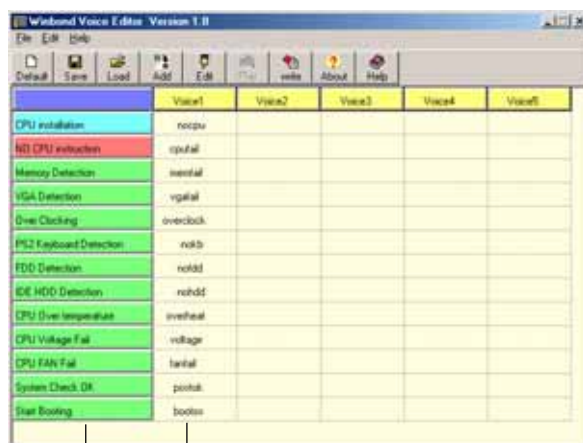 Winbond Voice Editor Version 1.0
File Edit Help
Default Save Load Add Edit write About Help
Voice1 Voice2 Voice3 Voice4 Voice5
CPU installation nocpu
NO CPU instruction cpufail
Memory Detection memfail
VGA Detection vgafail
Over Clocking overclock
PS2 Keyboard Detection nokb
FDD Detection nofdd
IDE HDD Detection nohdd
CPU Over temperature overheat
CPU Voltage Fail voltage
CPU FAN Fail fanfail
System Check OK postok
Start Booting